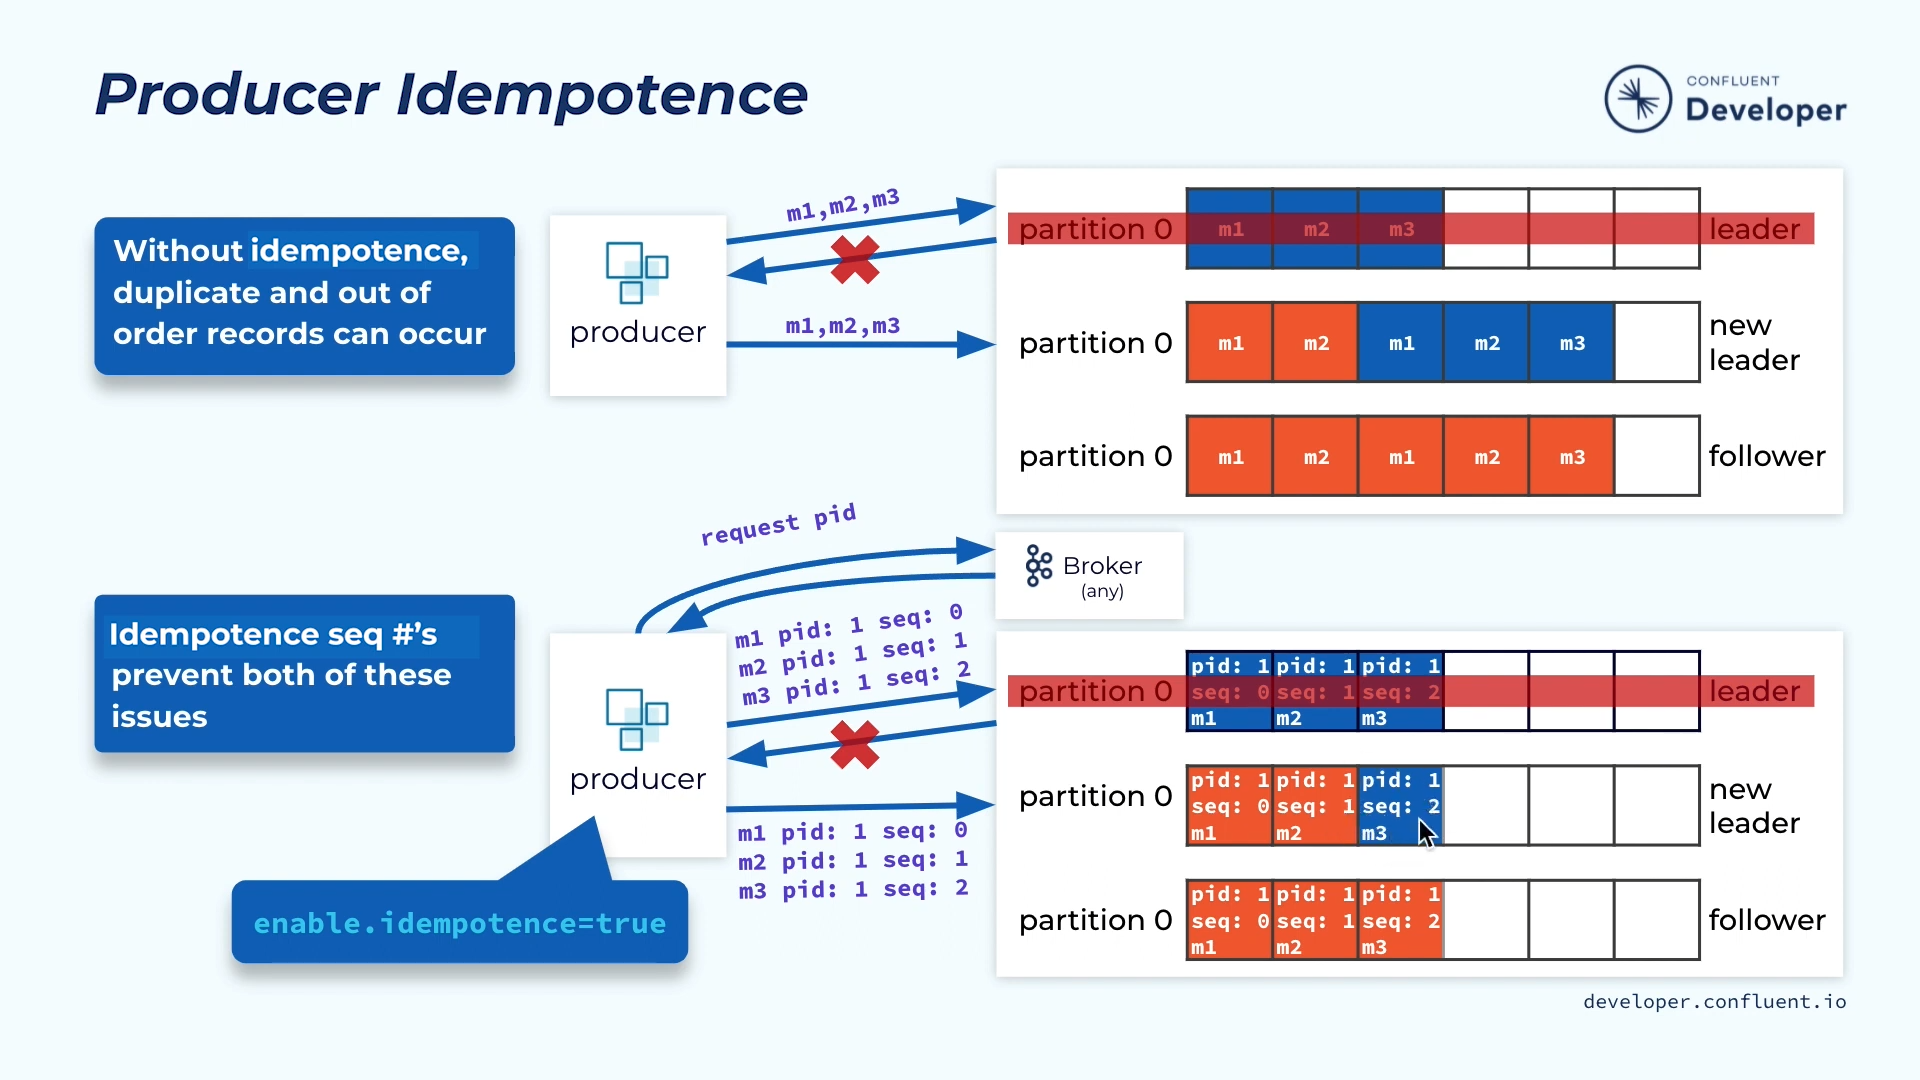 Producer Idempotence
CONFLUENT
Developer
Without idempotence,
duplicate and out of
order records can occur
producer
m1,m2,m3
m1,m2,m3
partition 0
m1 m2 m3
leader
partition 0
m1 m2 m1 m2 m3
new
leader
partition 0
m1 m2 m1 m2 m3
follower
request pid
Broker
(any)
Idempotence seq #'s
prevent both of these
issues
producer
enable.idempotence=true
m1 pid: 1 seq: 0
m2 pid: 1 seq: 1
m3 pid: 1 seq: 2
m1 pid: 1 seq: 0
m2 pid: 1 seq: 1
m3 pid: 1 seq: 2
partition 0
pid: 1 pid: 1 pid: 1
seq: 0 seq: 1 seq: 2
m1 m2 m3
leader
partition 0
pid: 1 pid: 1 pid: 1
seq: 0 seq: 1 seq: 2
m1 m2 m3
new
leader
partition 0
pid: 1 pid: 1 pid: 1
seq: 0 seq: 1 seq: 2
m1 m2 m3
follower
developer.confluent.io